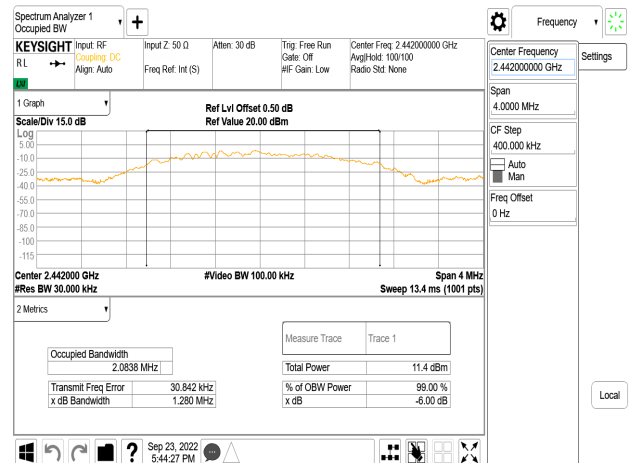 Spectrum Analyzer 1
Occupied BW
Frequency
KEYSIGHT
R L
LXI
Input: RF
Coupling: DC
Align: Auto
Input Z: 50 Ω
Freq Ref: Int (S)
Atten: 30 dB
Trig: Free Run
Gate: Off
#IF Gain: Low
Center Freq: 2.442000000 GHz
Avg|Hold: 100/100
Radio Std: None
Center Frequency
2.442000000 GHz
Settings
Span
4.0000 MHz
CF Step
400.000 kHz
Auto
Man
Freq Offset
0 Hz
Local
1 Graph
Scale/Div 15.0 dB
Ref Lvl Offset 0.50 dB
Ref Value 20.00 dBm
Log
5.00
-10.0
-25.0
-40.0
-55.0
-70.0
-85.0
-100
-115
Center 2.442000 GHz
#Video BW 100.00 kHz
Span 4 MHz
#Res BW 30.000 kHz
Sweep 13.4 ms (1001 pts)
2 Metrics
Measure Trace
Trace 1
Occupied Bandwidth
2.0838 MHz
Total Power
11.4 dBm
Transmit Freq Error
30.842 kHz
% of OBW Power
99.00 %
x dB Bandwidth
1.280 MHz
x dB
-6.00 dB
?
Sep 23, 2022
5:44:27 PM